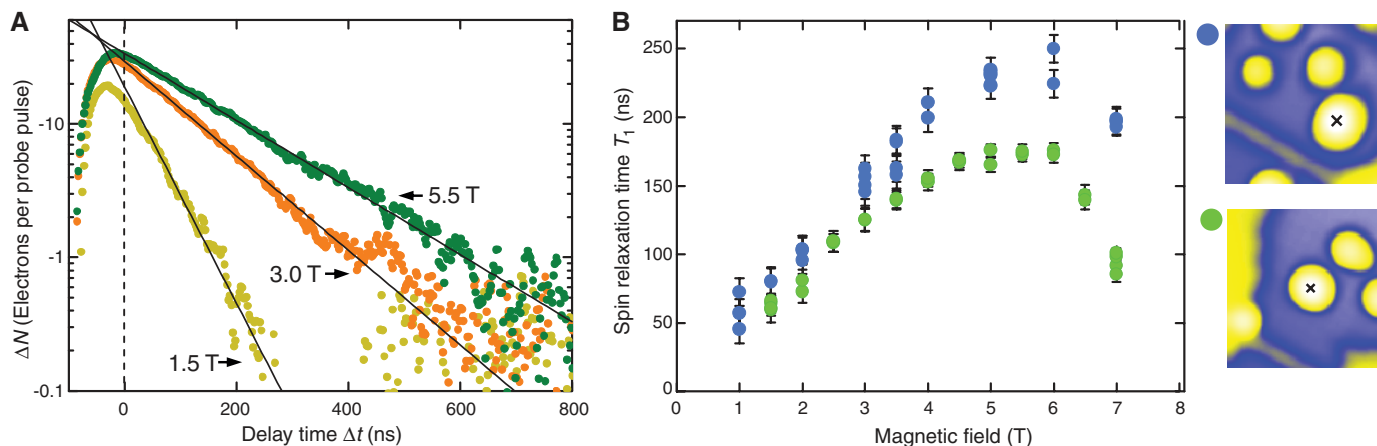 A
ΔN (Electrons per probe pulse)
-10
-1
-0.1
5.5 T
3.0 T
1.5 T
0
200
400
600
800
Delay time Δt (ns)
B
Spin relaxation time T₁ (ns)
250
200
150
100
50
0
0
1
2
3
4
5
6
7
8
Magnetic field (T)
×
×